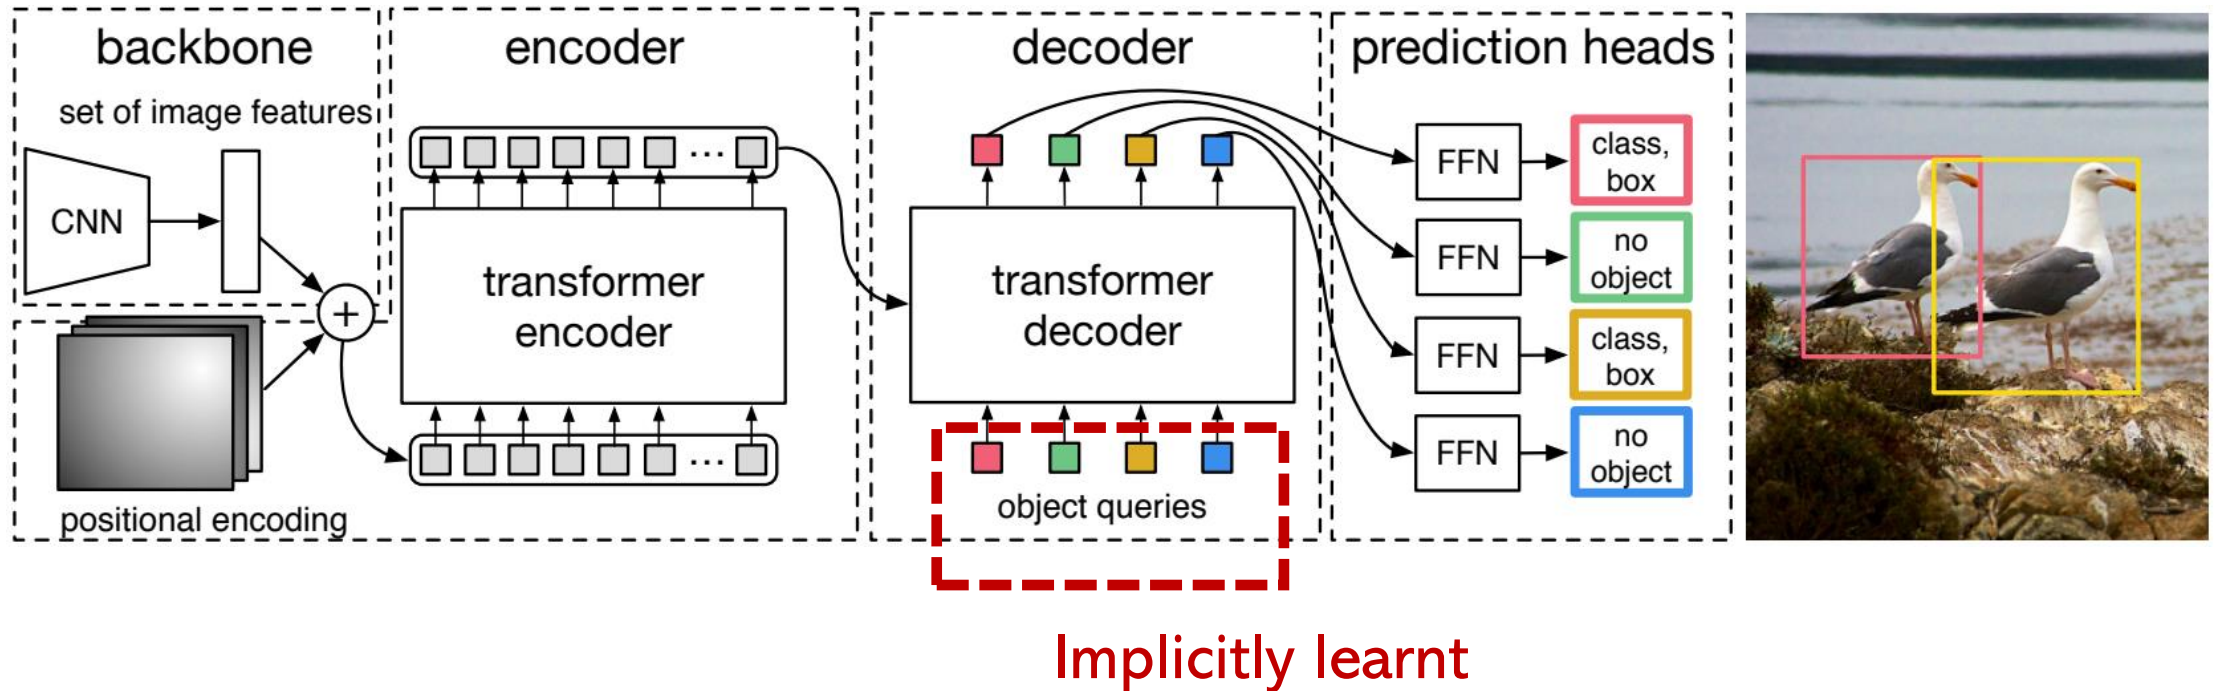 backbone
set of image features
CNN
+
positional encoding
encoder
...
transformer
encoder
...
decoder
transformer
decoder
object queries
prediction heads
FFN
class,
box
FFN
no
object
FFN
class,
box
FFN
no
object
Implicitly learnt